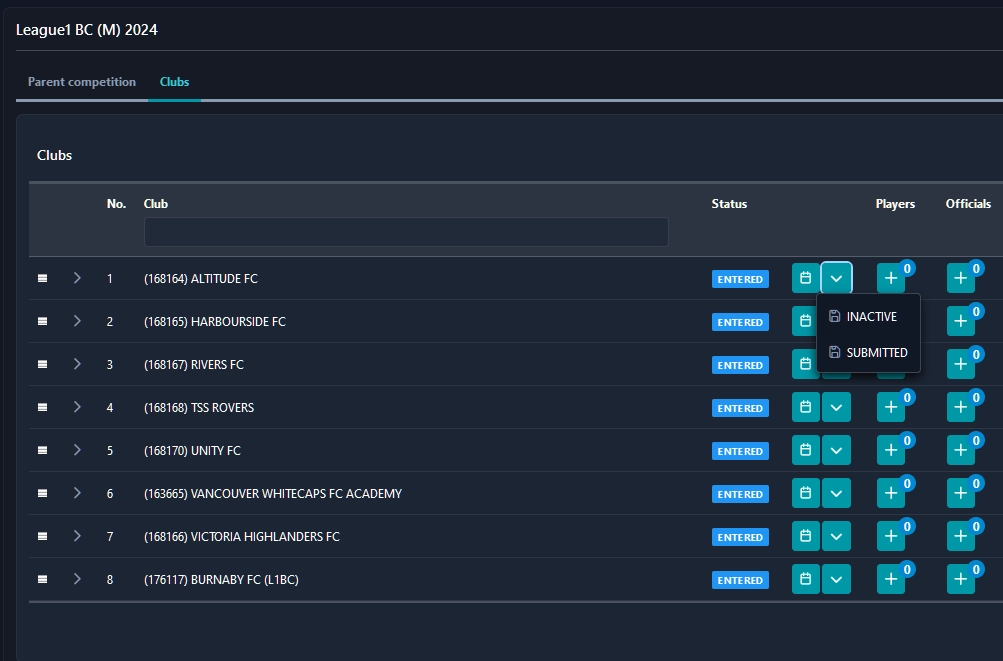 League1 BC (M) 2024
Parent competition Clubs
Clubs
No. Club Status Players Officials
1 (168164) ALTITUDE FC ENTERED 0 0
INACTIVE
SUBMITTED
2 (168165) HARBOURSIDE FC ENTERED 0
3 (168167) RIVERS FC ENTERED 0
4 (168168) TSS ROVERS ENTERED 0 0
5 (168170) UNITY FC ENTERED 0 0
6 (163665) VANCOUVER WHITECAPS FC ACADEMY ENTERED 0 0
7 (168166) VICTORIA HIGHLANDERS FC ENTERED 0 0
8 (176117) BURNABY FC (L1BC) ENTERED 0 0